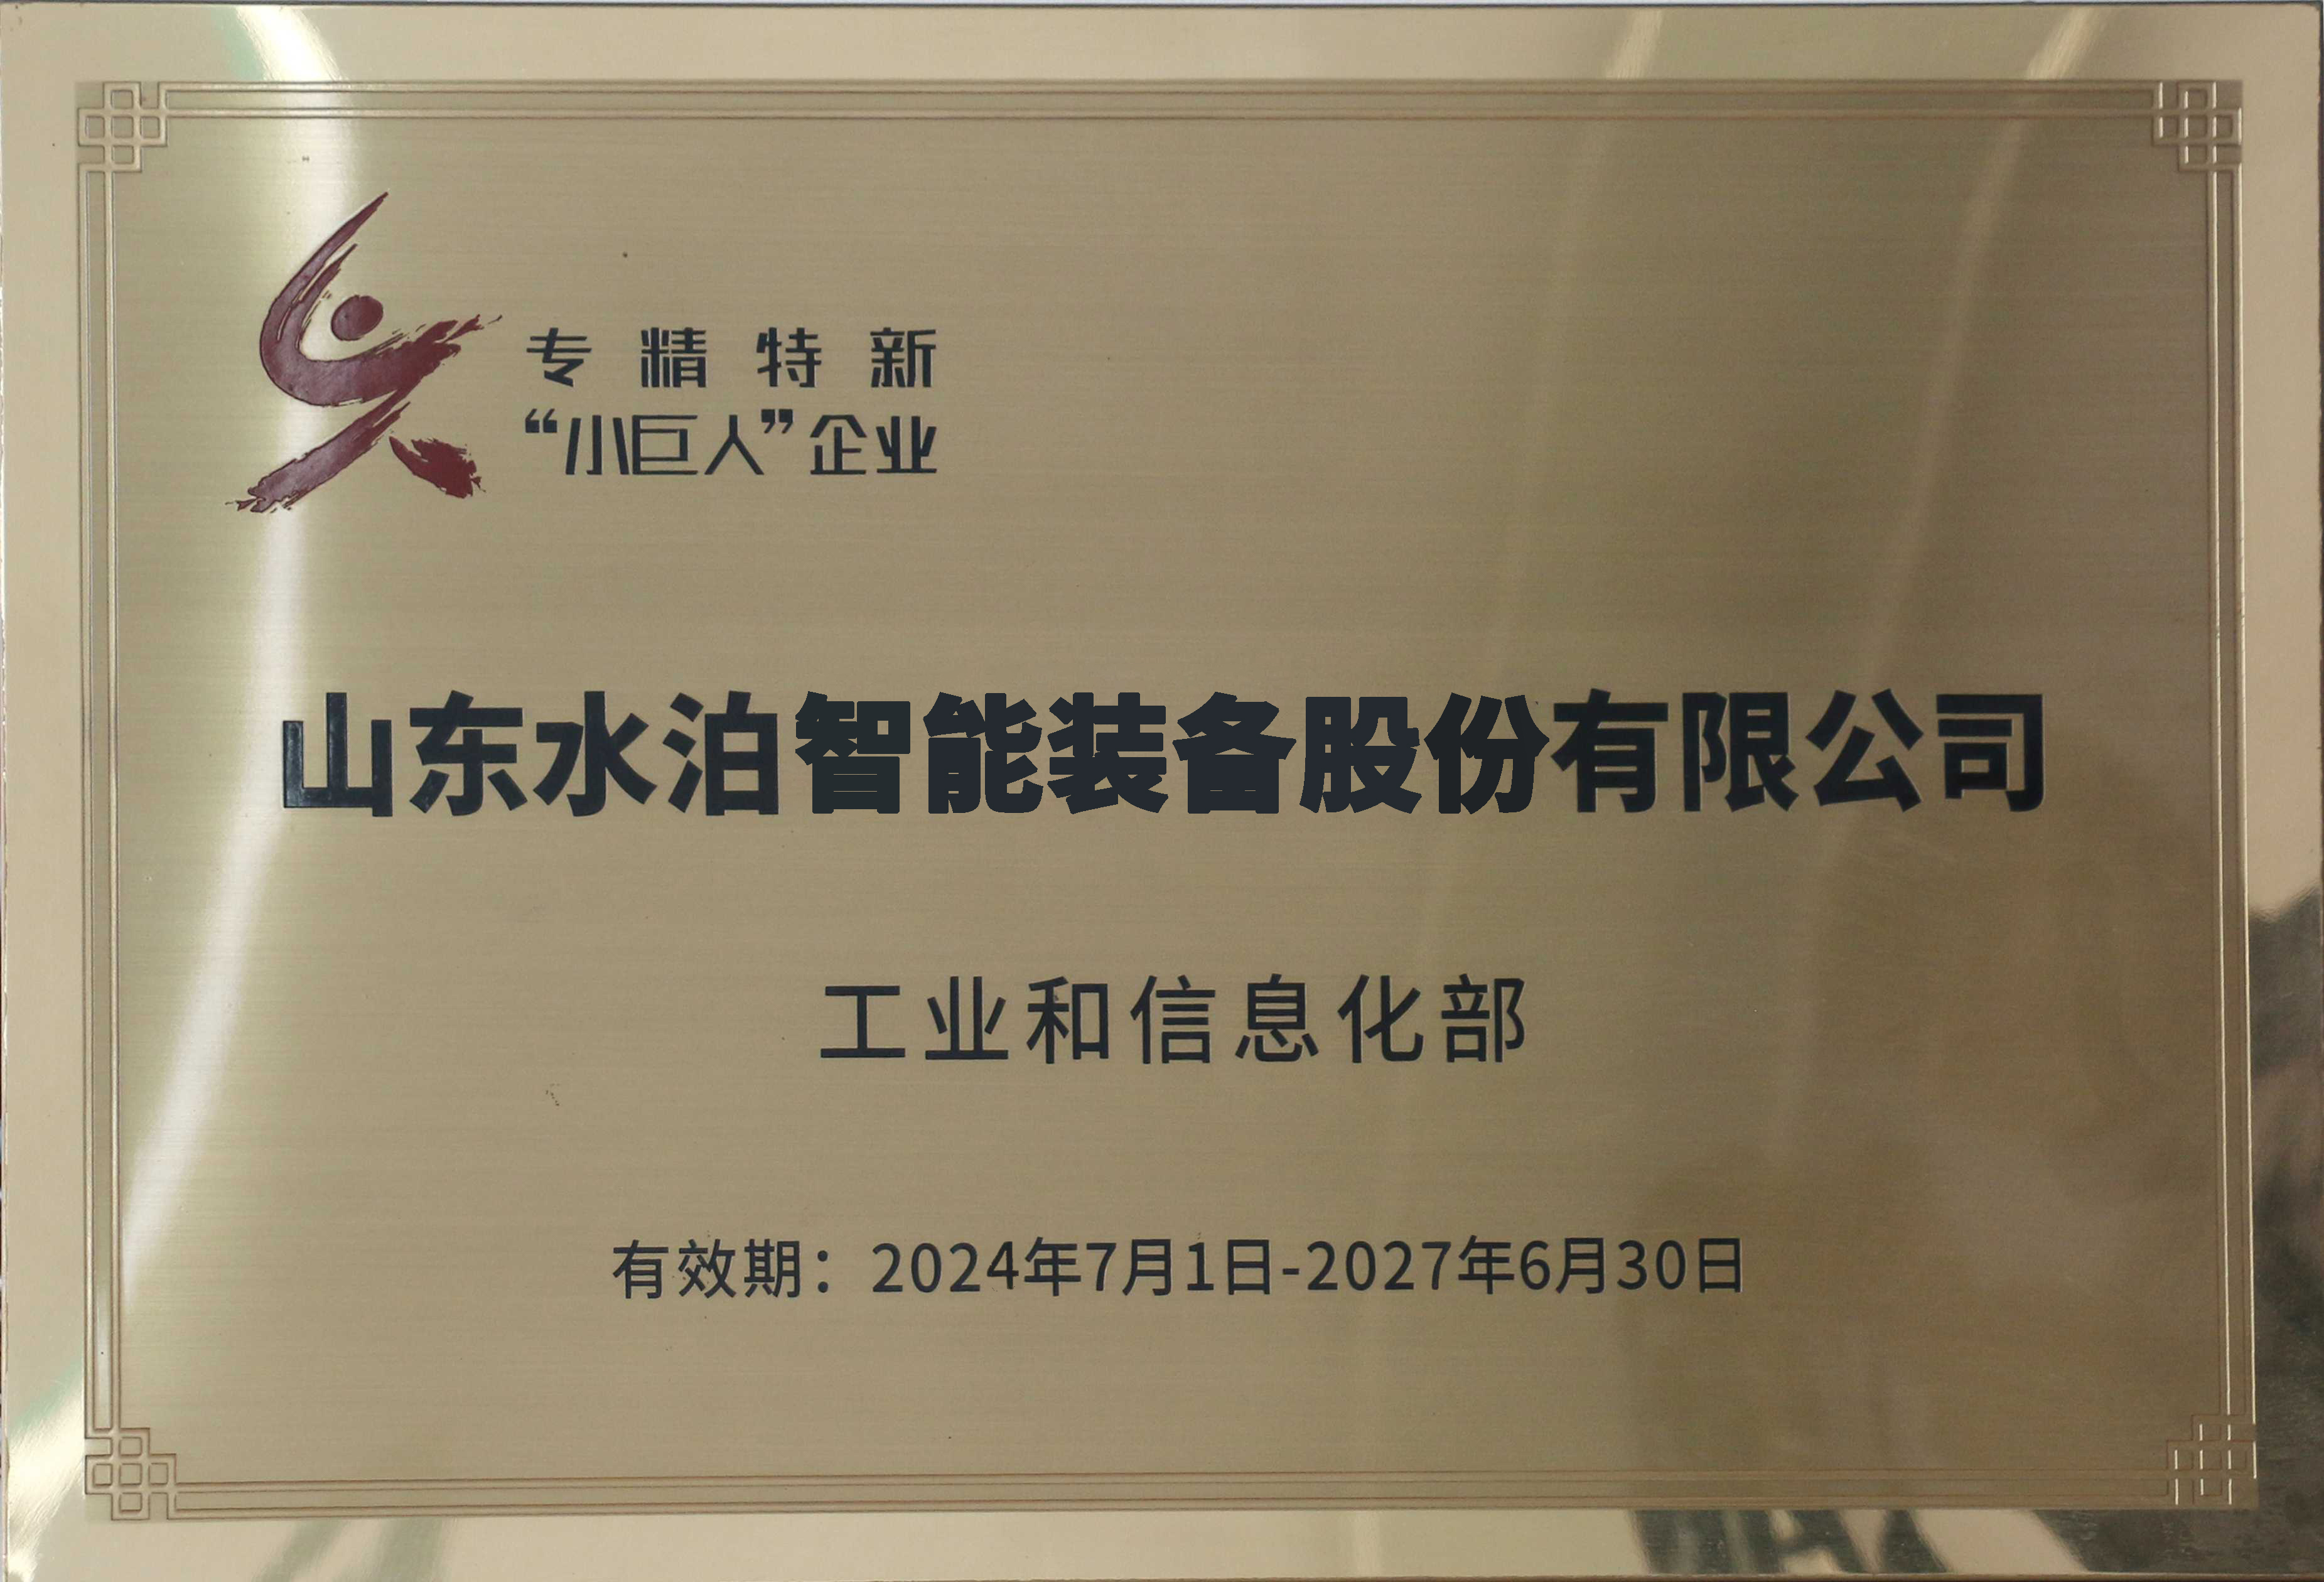 专精特新
“小巨人”企业
山东水泊智能装备股份有限公司
工业和信息化部
有效期：2024年7月1日-2027年6月30日